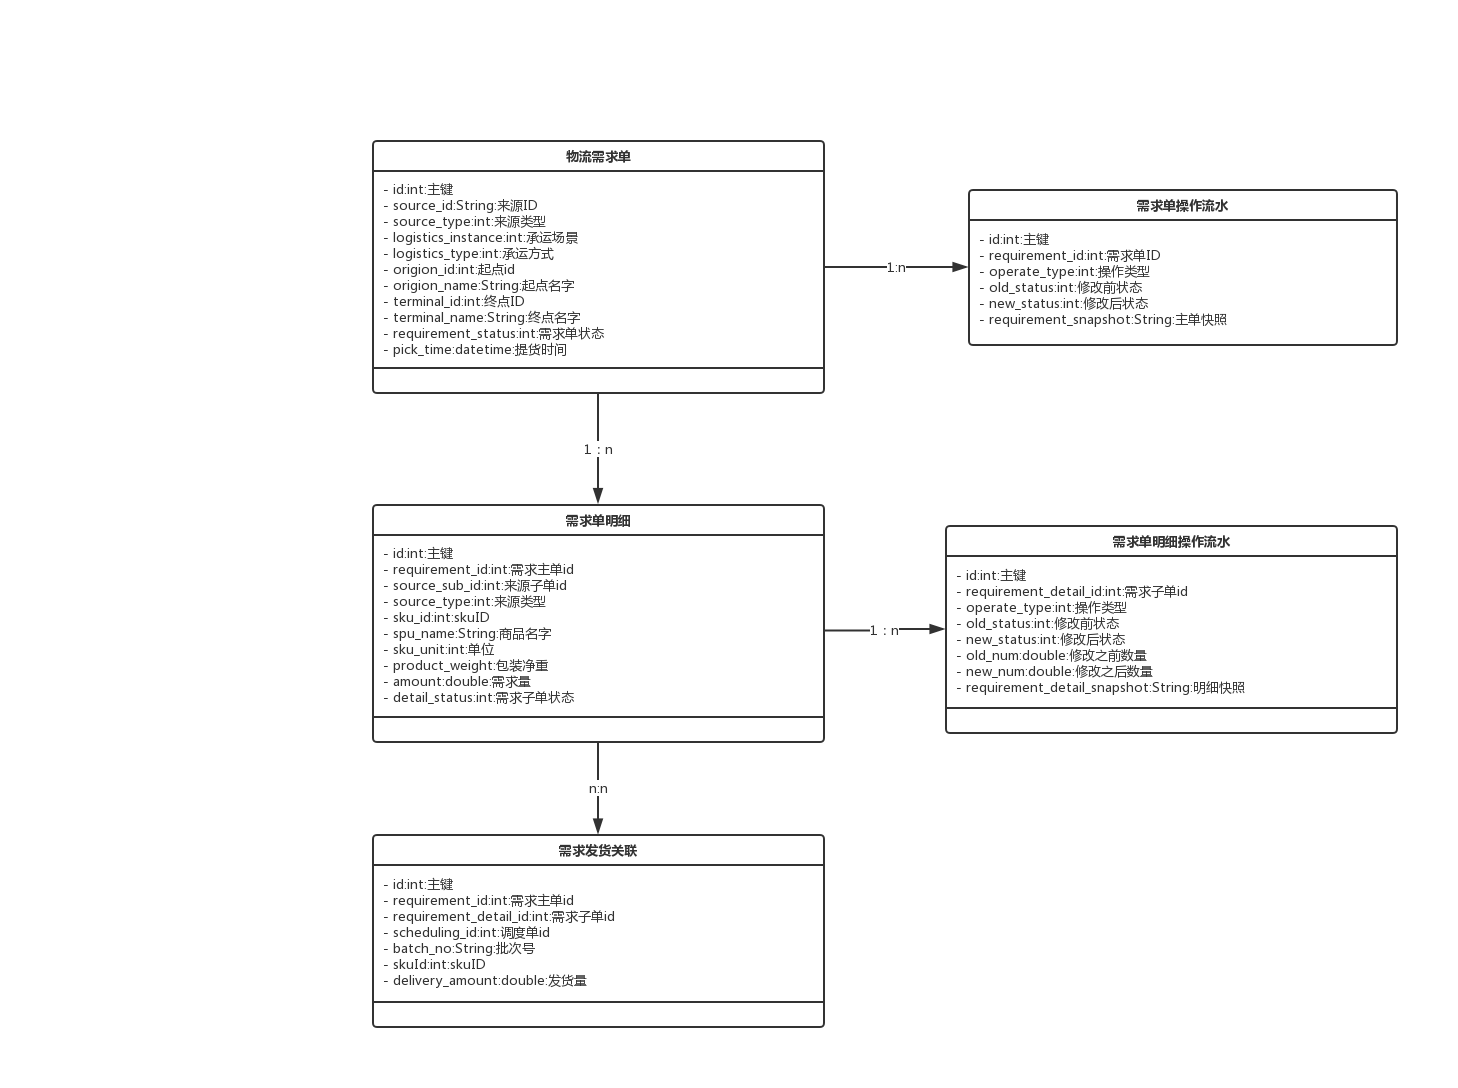 物流需求单
- id:int:主键
- source_id:String:来源ID
- source_type:int:来源类型
- logistics_instance:int:承运场景
- logistics_type:int:承运方式
- origion_id:int:起点id
- origion_name:String:起点名字
- terminal_id:int:终点ID
- terminal_name:String:终点名字
- requirement_status:int:需求单状态
- pick_time:datetime:提货时间
1:n
需求单操作流水
- id:int:主键
- requirement_id:int:需求单ID
- operate_type:int:操作类型
- old_status:int:修改前状态
- new_status:int:修改后状态
- requirement_snapshot:String:主单快照
1：n
需求单明细
- id:int:主键
- requirement_id:int:需求主单id
- source_sub_id:int:来源子单id
- source_type:int:来源类型
- sku_id:int:skuID
- spu_name:String:商品名字
- sku_unit:int:单位
- product_weight:包装净重
- amount:double:需求量
- detail_status:int:需求子单状态
1：n
需求单明细操作流水
- id:int:主键
- requirement_detail_id:int:需求子单id
- operate_type:int:操作类型
- old_status:int:修改前状态
- new_status:int:修改后状态
- old_num:double:修改之前数量
- new_num:double:修改之后数量
- requirement_detail_snapshot:String:明细快照
n:n
需求发货关联
- id:int:主键
- requirement_id:int:需求主单id
- requirement_detail_id:int:需求子单id
- scheduling_id:int:调度单id
- batch_no:String:批次号
- skuId:int:skuID
- delivery_amount:double:发货量